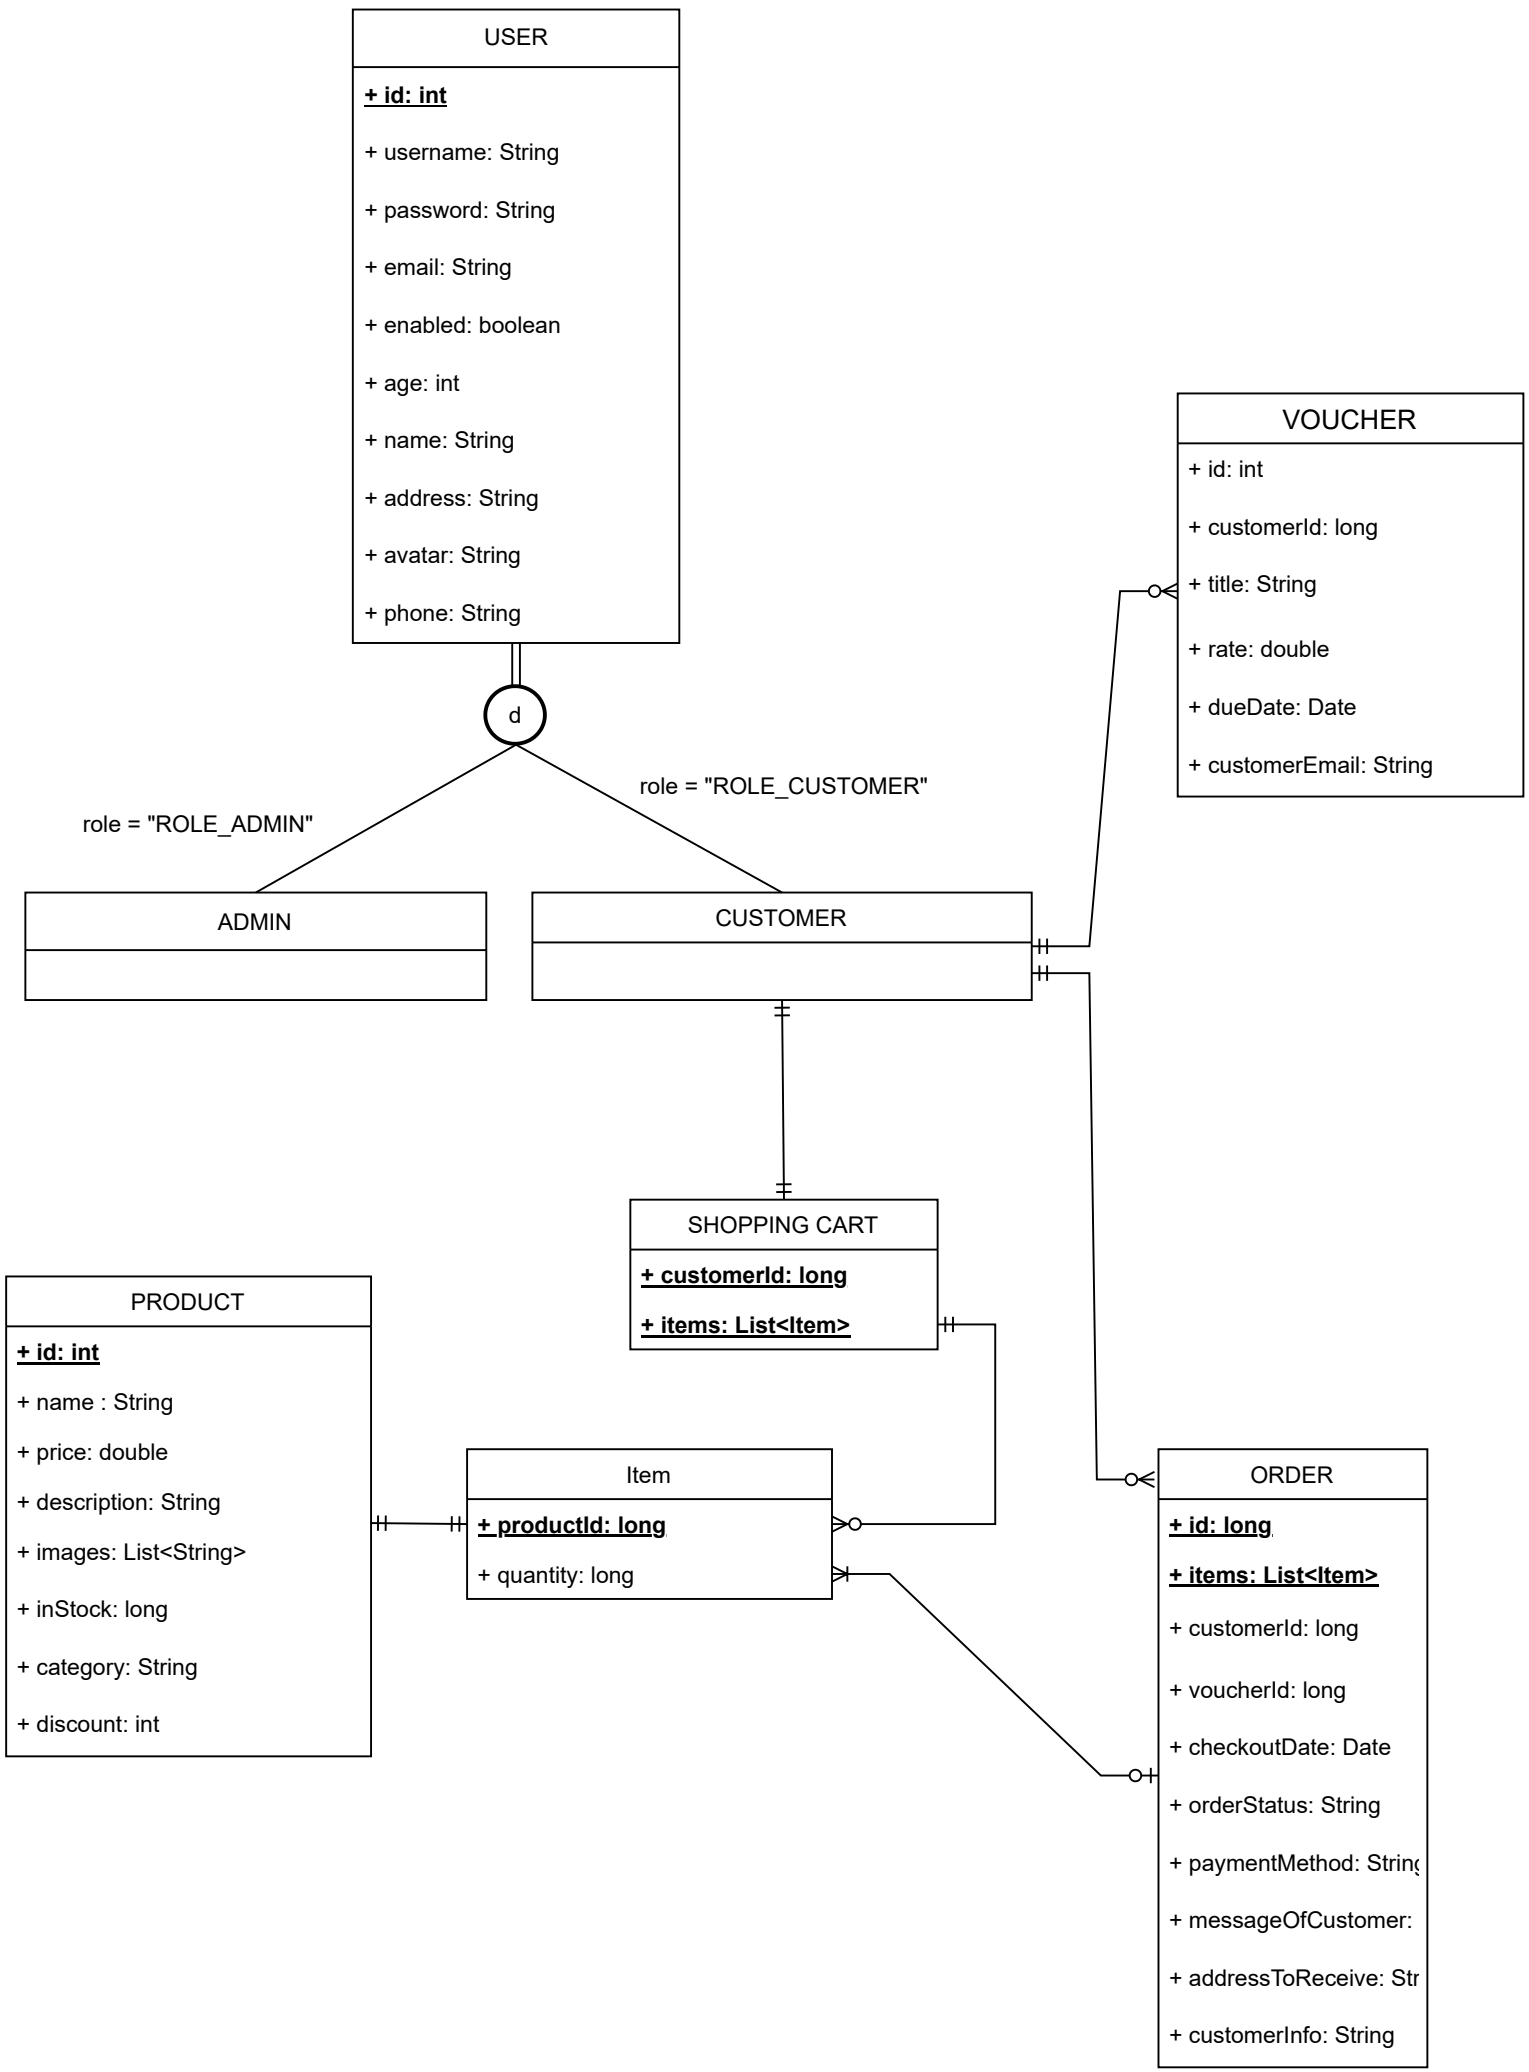 USER
+ id: int
+ username: String
+ password: String
+ email: String
+ enabled: boolean
+ age: int
+ name: String
+ address: String
+ avatar: String
+ phone: String
d
role = "ROLE_ADMIN"
role = "ROLE_CUSTOMER"
ADMIN
CUSTOMER
VOUCHER
+ id: int
+ customerId: long
+ title: String
+ rate: double
+ dueDate: Date
+ customerEmail: String
SHOPPING CART
+ customerId: long
+ items: List<Item>
PRODUCT
+ id: int
+ name : String
+ price: double
+ description: String
+ images: List<String>
+ inStock: long
+ category: String
+ discount: int
Item
+ productId: long
+ quantity: long
ORDER
+ id: long
+ items: List<Item>
+ customerId: long
+ voucherId: long
+ checkoutDate: Date
+ orderStatus: String
+ paymentMethod: String
+ messageOfCustomer:
+ addressToReceive: Str
+ customerInfo: String